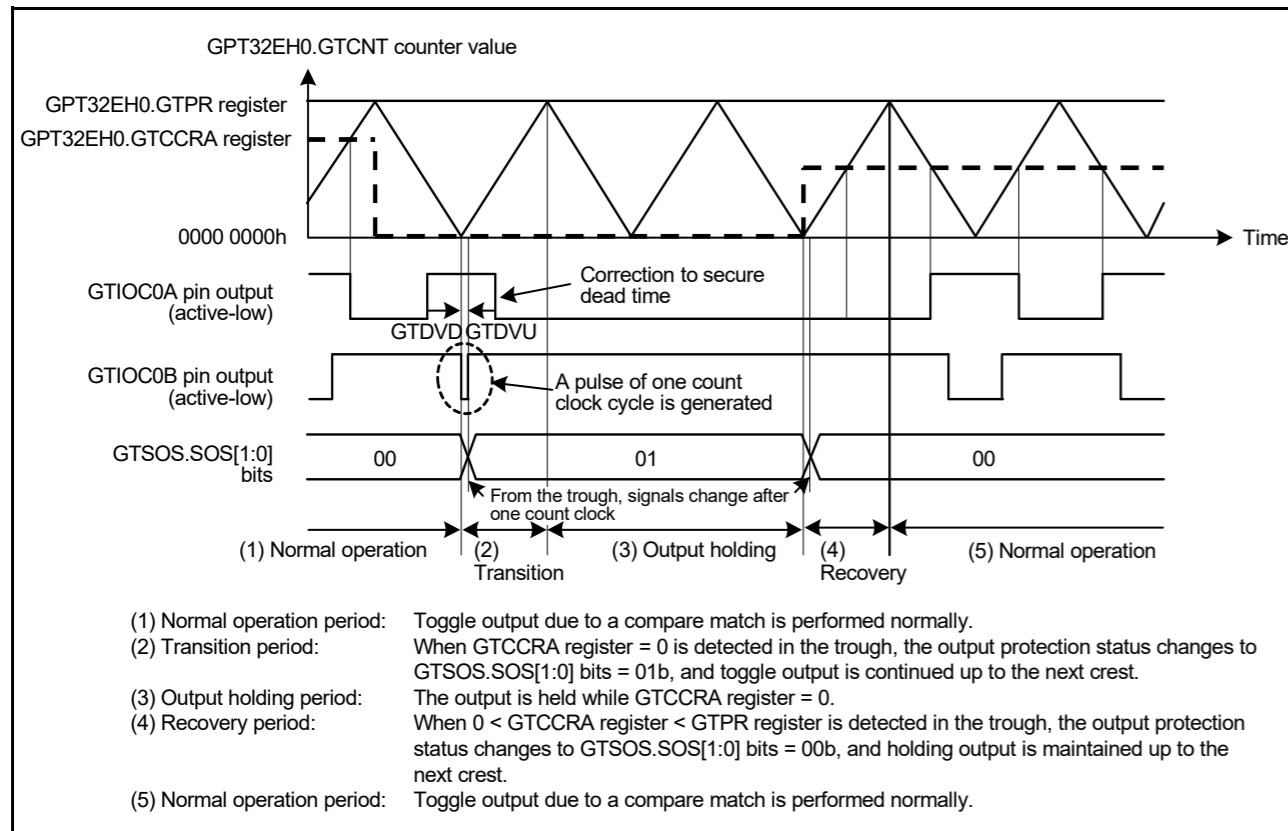 GPT32EH0.GTCNT counter value
GPT32EH0.GTPR register
GPT32EH0.GTCCRA register
0000 0000h
Time
GTIOC0A pin output
(active-low)
Correction to secure
dead time
GTDVD GTDVU
GTIOC0B pin output
(active-low)
A pulse of one count
clock cycle is generated
GTSOS.SOS[1:0]
bits
00
01
00
From the trough, signals change after
one count clock
(1) Normal operation
(2)
Transition
(3) Output holding
(4)
Recovery
(5) Normal operation
(1) Normal operation period: Toggle output due to a compare match is performed normally.
(2) Transition period: When GTCCRA register = 0 is detected in the trough, the output protection status changes to
GTSOS.SOS[1:0] bits = 01b, and toggle output is continued up to the next crest.
(3) Output holding period: The output is held while GTCCRA register = 0.
(4) Recovery period: When 0 < GTCCRA register < GTPR register is detected in the trough, the output protection
status changes to GTSOS.SOS[1:0] bits = 00b, and holding output is maintained up to the
next crest.
(5) Normal operation period: Toggle output due to a compare match is performed normally.